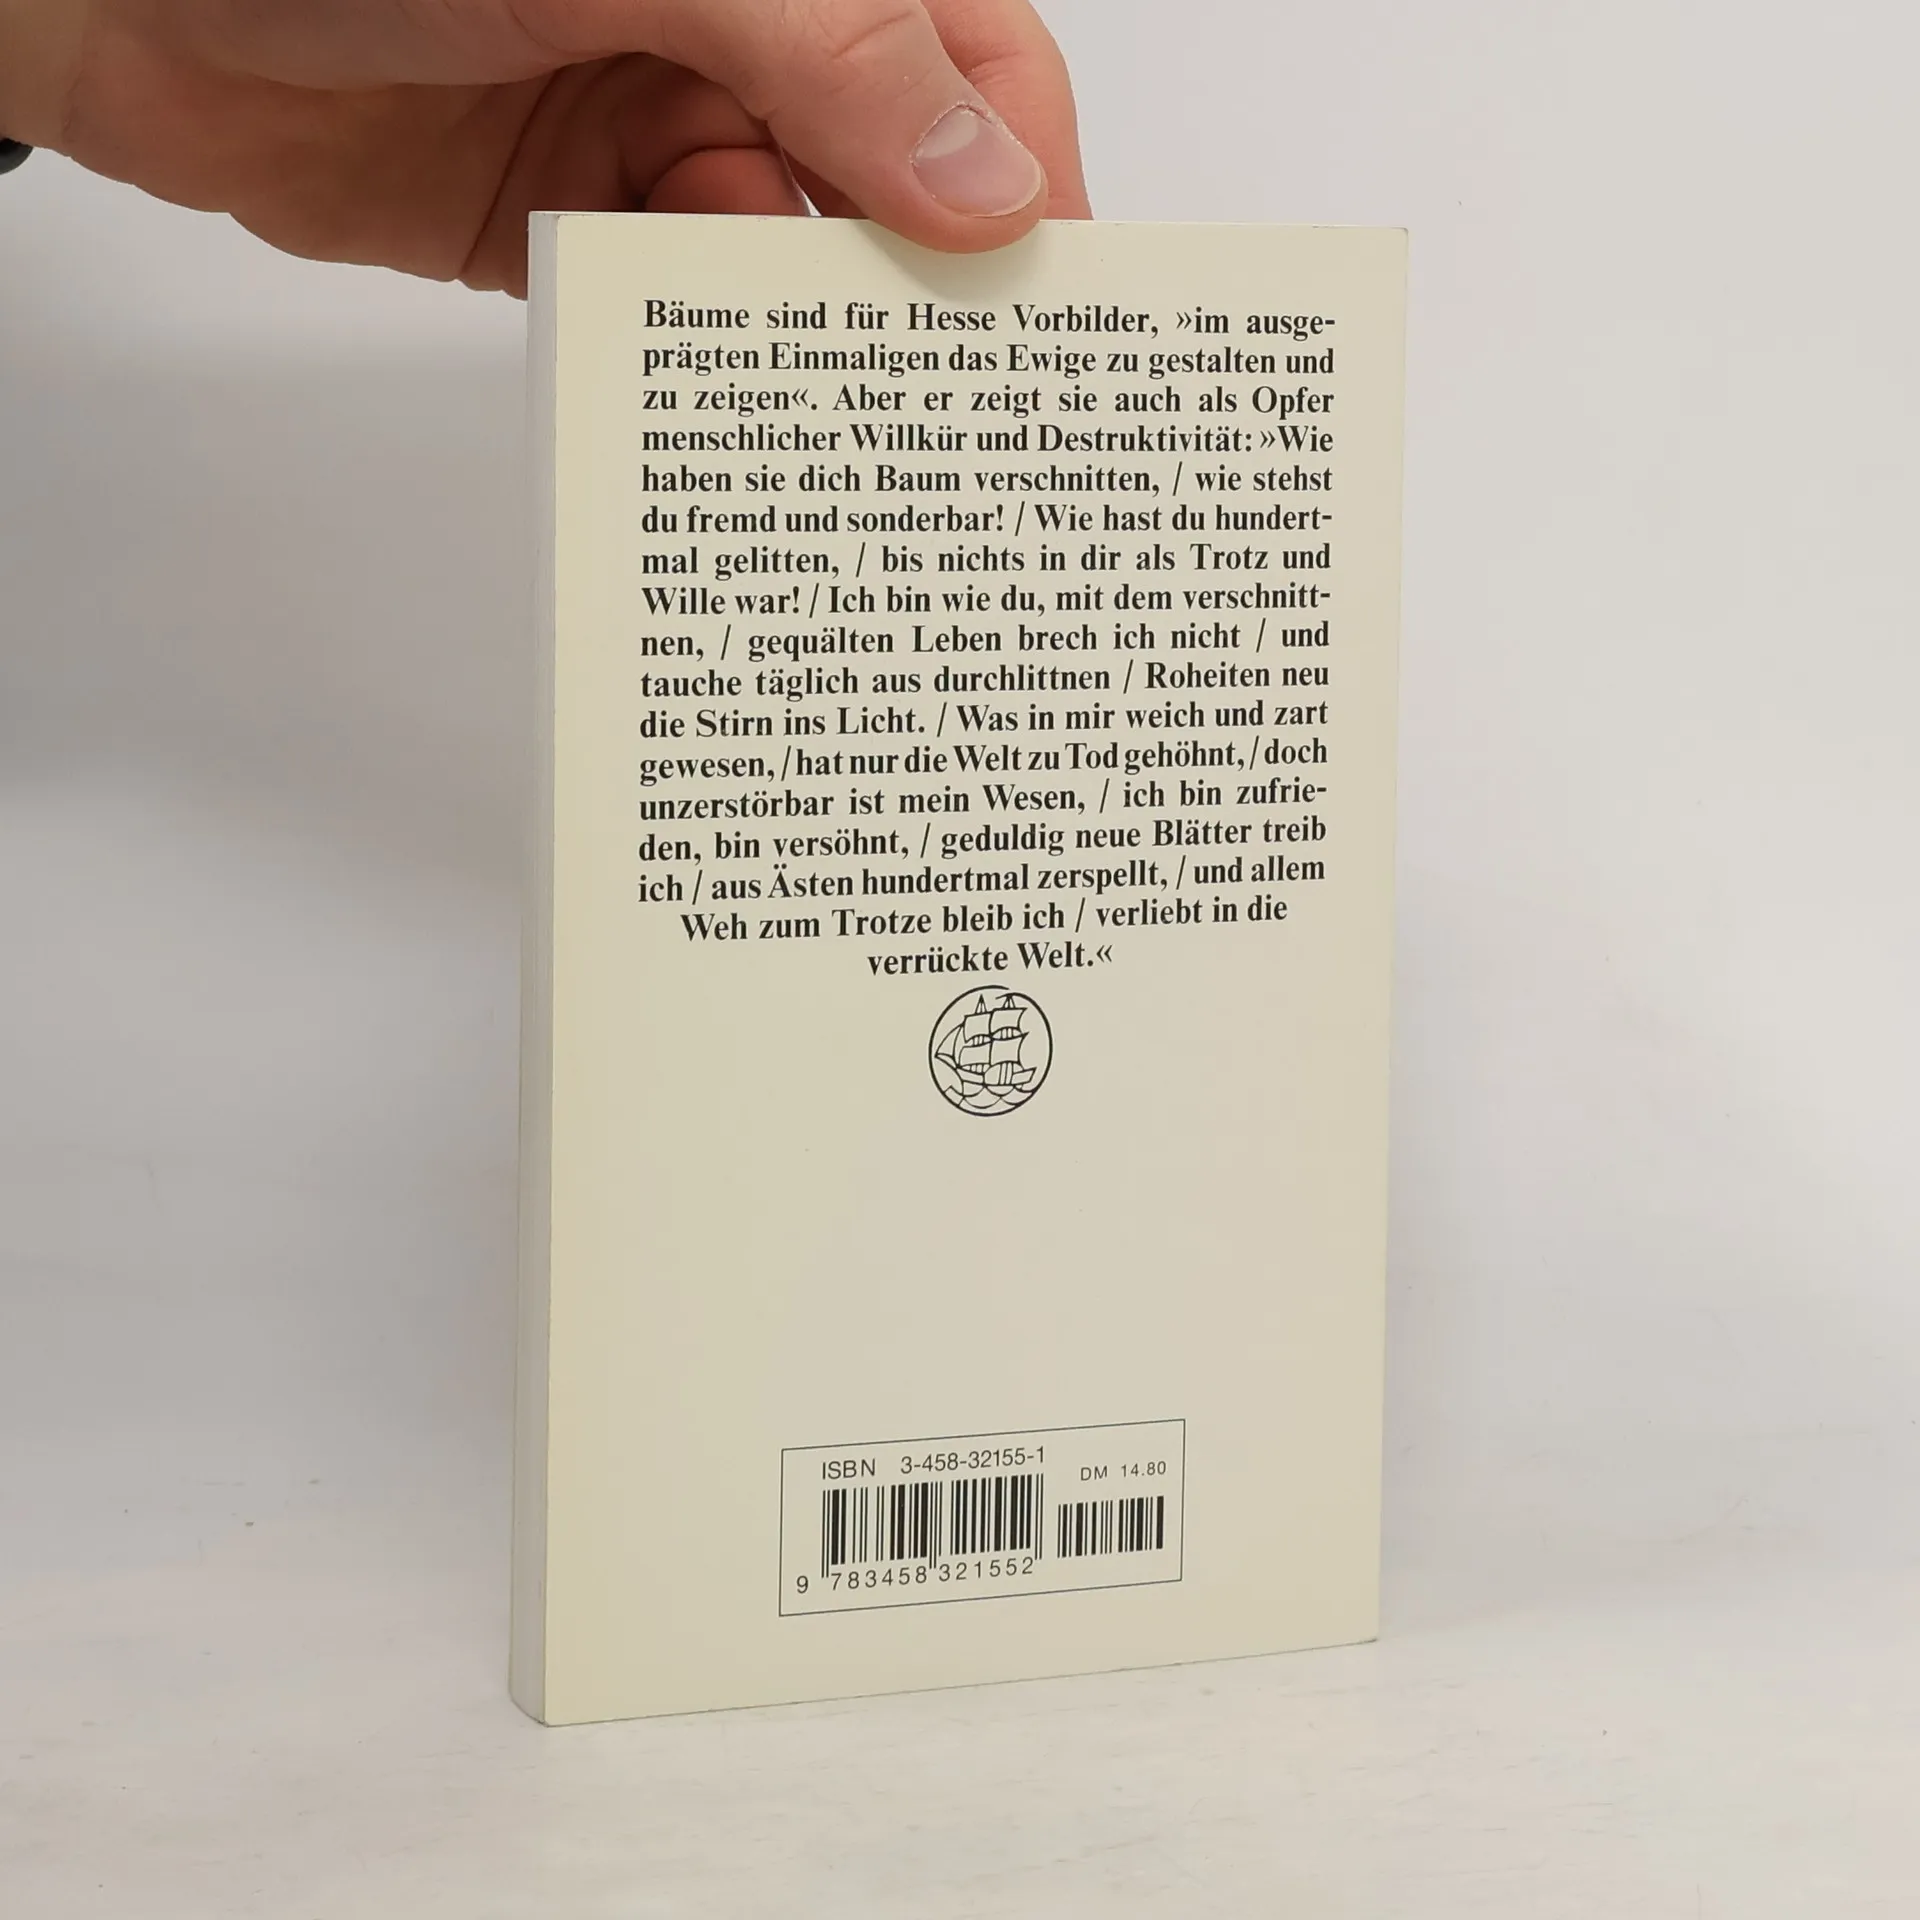 Bäume sind für Hesse Vorbilder, »im ausge-
prägten Einmaligen das Ewige zu gestalten und
zu zeigen«. Aber er zeigt sie auch als Opfer
menschlicher Willkür und Destruktivität: »Wie
haben sie dich Baum verschnitten, / wie stehst
du fremd und sonderbar! / Wie hast du hundert-
mal gelitten, / bis nichts in dir als Trotz und
Wille war! / Ich bin wie du, mit dem verschnitt-
nen, / gequälten Leben brech ich nicht / und
tauche täglich aus durchlittnen / Roheiten neu
die Stirn ins Licht. / Was in mir weich und zart
gewesen, / hat nur die Welt zu Tod gehöhnt, / doch
unzerstörbar ist mein Wesen, / ich bin zufrie-
den, bin versöhnt, / geduldig neue Blätter treib
ich / aus Ästen hundertmal zerspellt, / und allem
Weh zum Trotze bleib ich / verliebt in die
verrückte Welt.«
ISBN 3-458-32155-1
DM 14.80
9 783458 321552